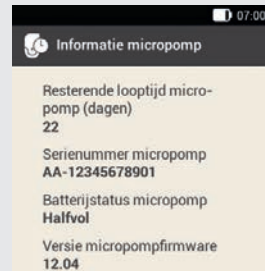 07:00
Informatie micropomp
Resterende looptijd micro-
pomp (dagen)
22
Serienummer micropomp
AA-12345678901
Batterijstatus micropomp
Halfvol
Versie micropompfirmware
12.04